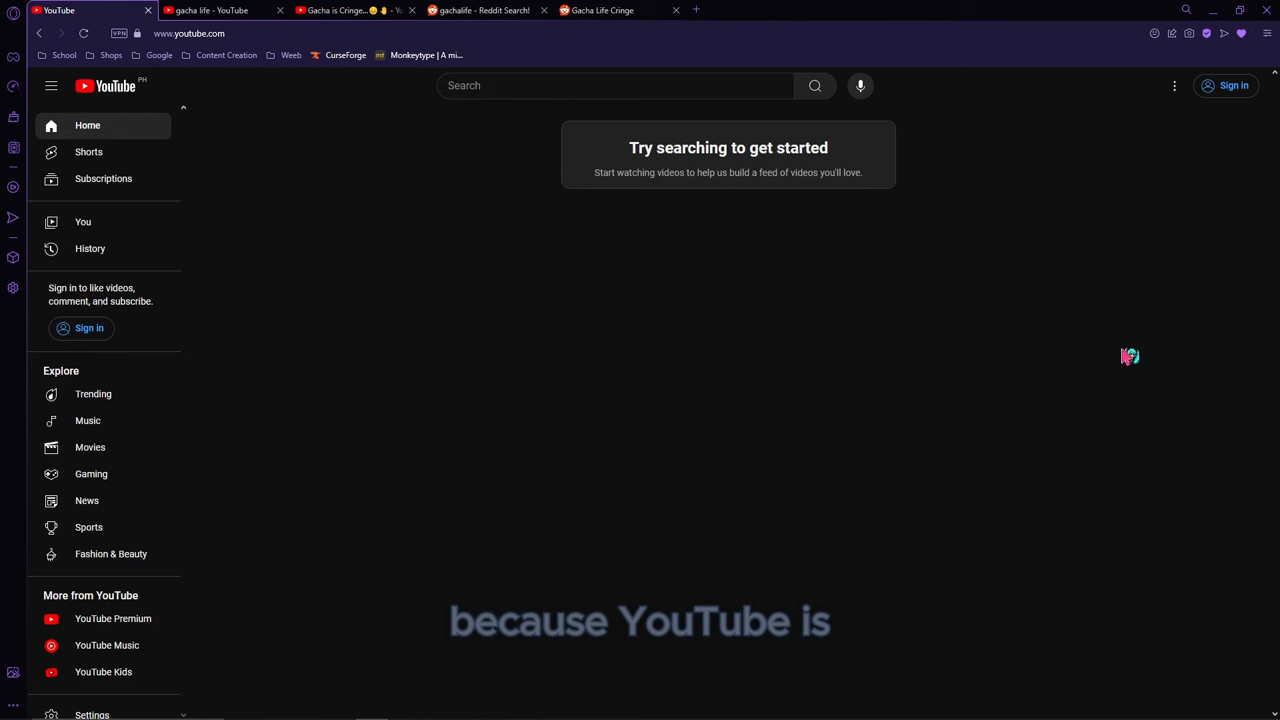 YouTube
gacha life - YouTube
Gacha is Cringe...😔🤚 - Yo
gachalife - Reddit Search!
Gacha Life Cringe
VPN
www.youtube.com
School
Shops
Google
Content Creation
Weeb
CurseForge
mt
Monkeytype | A mi...
YouTube
PH
Search
Sign in
Home
Shorts
Subscriptions
You
History
Sign in to like videos,
comment, and subscribe.
Sign in
Explore
Trending
Music
Movies
Gaming
News
Sports
Fashion & Beauty
More from YouTube
YouTube Premium
YouTube Music
YouTube Kids
Settings
Try searching to get started
Start watching videos to help us build a feed of videos you'll love.
because YouTube is